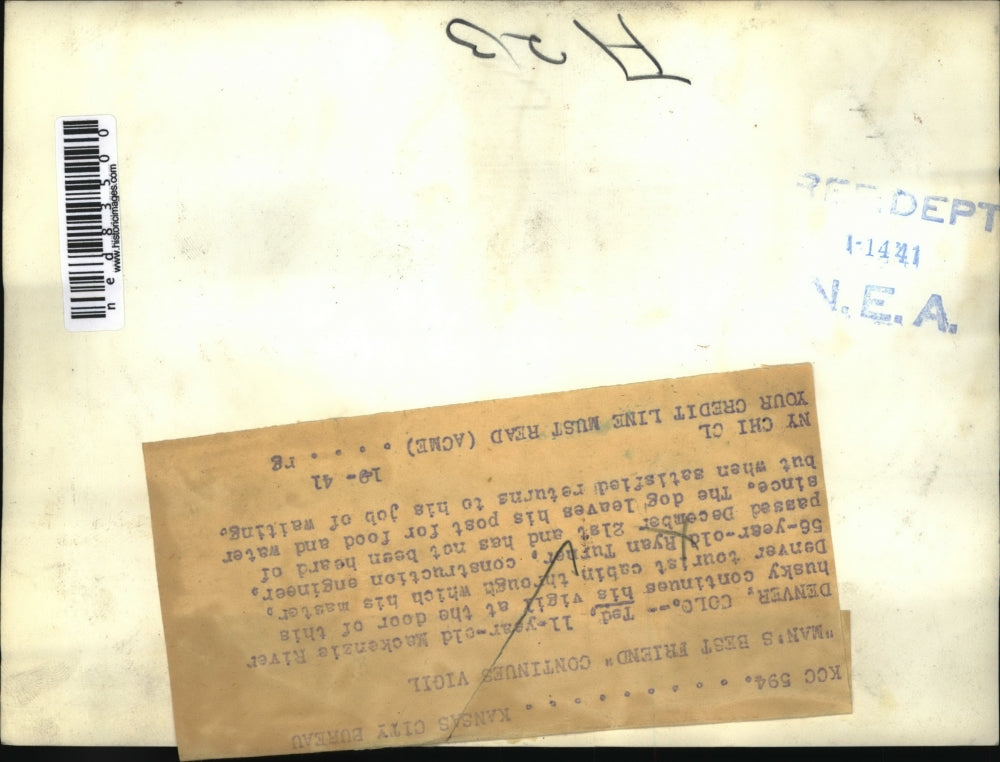 A 23
REF. DEPT
1-14 41
N.E.A.
www.historicimages.com
ned83500
KCC 594. . . . . . . . . . KANSAS CITY BUREAU
"MAN'S BEST FRIEND" CONTINUES VIGIL
DENVER, COLO.-- Ted, 11-year-old Mackenzie River
husky continues his vigil at the door of this
Denver tourist cabin through which his master,
56-year-old Ryan Turner, construction engineer,
passed December 21st, and has not been heard of
since. The dog leaves his post for food and water
but when satisfied returns to his job of waiting.
NY CHI CL 1-9-41
YOUR CREDIT LINE MUST READ (ACME) . . . . rg